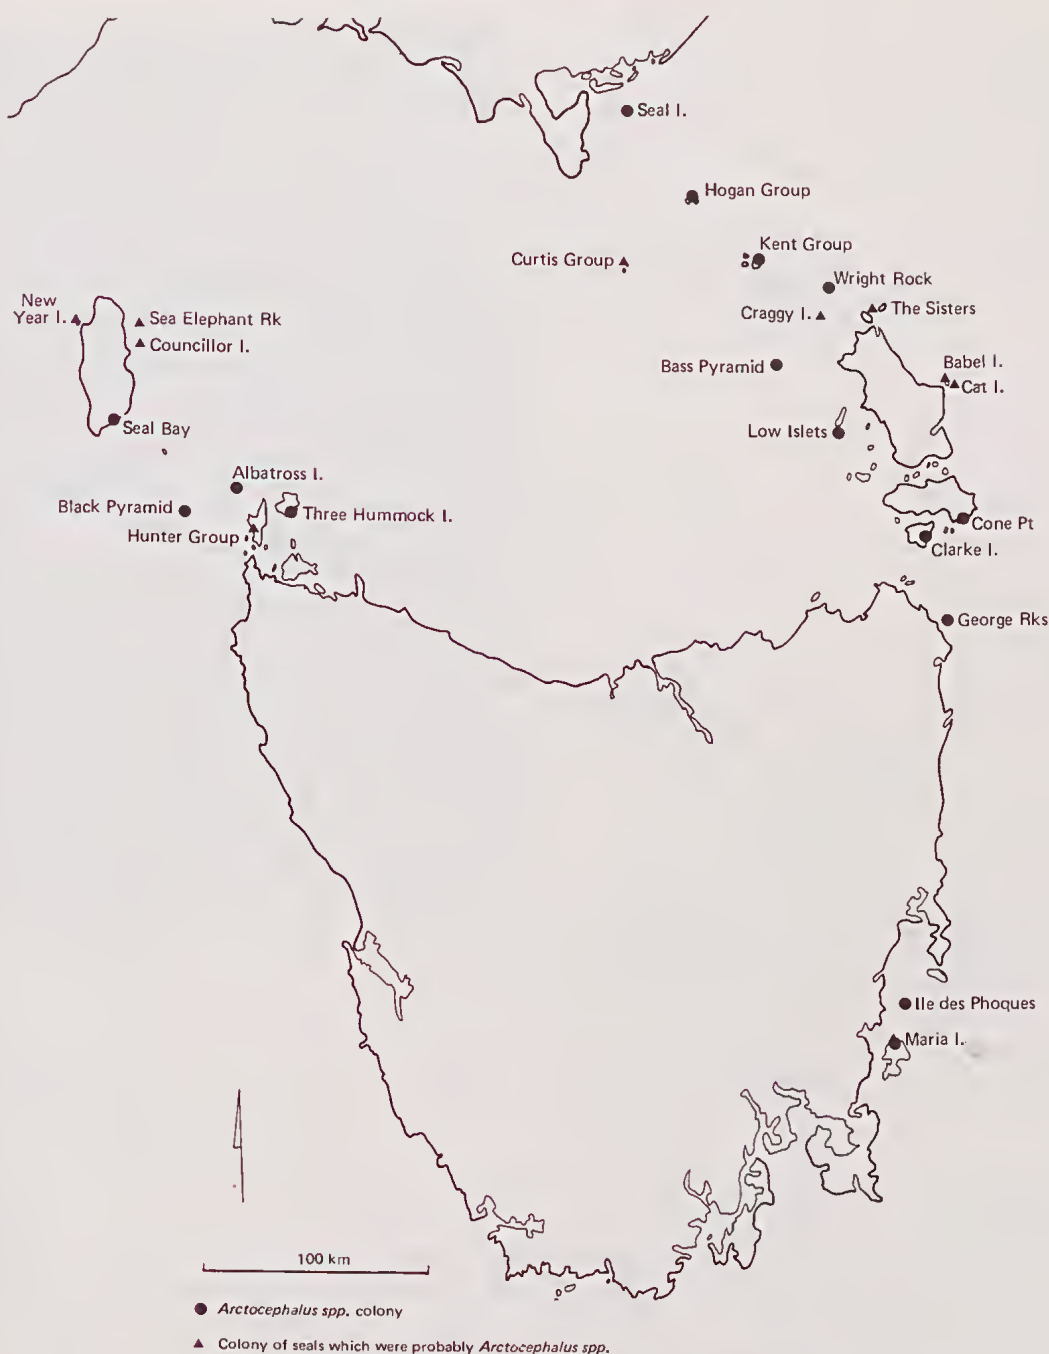 Seal I.
Hogan Group
Kent Group
Curtis Group
Wright Rock
New
Year I.
Sea Elephant Rk
Craggy I.
The Sisters
Councillor I.
Bass Pyramid
Babel I.
Cat I.
Seal Bay
Low Islets
Albatross I.
Black Pyramid
Three Hummock I.
Hunter Group
Cone Pt
Clarke I.
George Rks
Ile des Phoques
Maria I.
100 km
Arctocephalus spp. colony
Colony of seals which were probably Arctocephalus spp.